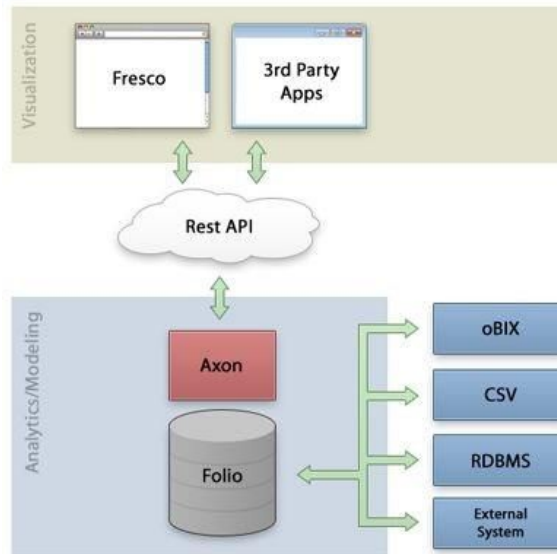 Visualization
Fresco
3rd Party
Apps
Rest API
Analytics/Modeling
Axon
Folio
oBIX
CSV
RDBMS
External
System